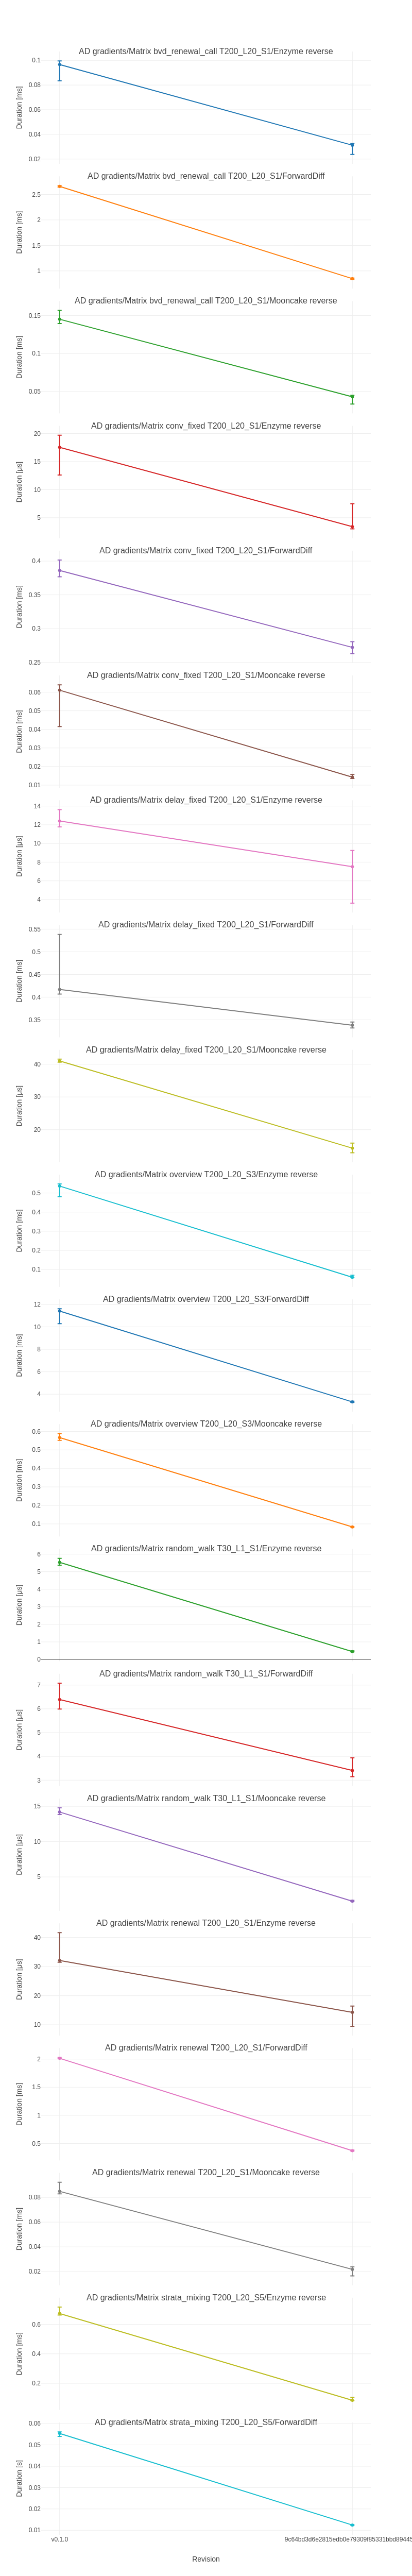 AD gradients/Matrix bvd_renewal_call T200_L20_S1/Enzyme reverse
0.1
0.08
0.06
0.04
0.02
Duration [ms]
AD gradients/Matrix bvd_renewal_call T200_L20_S1/ForwardDiff
2.5
2
1.5
1
Duration [ms]
AD gradients/Matrix bvd_renewal_call T200_L20_S1/Mooncake reverse
0.15
0.1
0.05
Duration [ms]
AD gradients/Matrix conv_fixed T200_L20_S1/Enzyme reverse
20
15
10
5
Duration [μs]
AD gradients/Matrix conv_fixed T200_L20_S1/ForwardDiff
0.4
0.35
0.3
0.25
Duration [ms]
AD gradients/Matrix conv_fixed T200_L20_S1/Mooncake reverse
0.06
0.05
0.04
0.03
0.02
0.01
Duration [ms]
AD gradients/Matrix delay_fixed T200_L20_S1/Enzyme reverse
14
12
10
8
6
4
Duration [μs]
AD gradients/Matrix delay_fixed T200_L20_S1/ForwardDiff
0.55
0.5
0.45
0.4
0.35
Duration [ms]
AD gradients/Matrix delay_fixed T200_L20_S1/Mooncake reverse
40
30
20
Duration [μs]
AD gradients/Matrix overview T200_L20_S3/Enzyme reverse
0.5
0.4
0.3
0.2
0.1
Duration [ms]
AD gradients/Matrix overview T200_L20_S3/ForwardDiff
12
10
8
6
4
Duration [ms]
AD gradients/Matrix overview T200_L20_S3/Mooncake reverse
0.6
0.5
0.4
0.3
0.2
0.1
Duration [ms]
AD gradients/Matrix random_walk T30_L1_S1/Enzyme reverse
6
5
4
3
2
1
0
Duration [μs]
AD gradients/Matrix random_walk T30_L1_S1/ForwardDiff
7
6
5
4
3
Duration [μs]
AD gradients/Matrix random_walk T30_L1_S1/Mooncake reverse
15
10
5
Duration [μs]
AD gradients/Matrix renewal T200_L20_S1/Enzyme reverse
40
30
20
10
Duration [μs]
AD gradients/Matrix renewal T200_L20_S1/ForwardDiff
2
1.5
1
0.5
Duration [ms]
AD gradients/Matrix renewal T200_L20_S1/Mooncake reverse
0.08
0.06
0.04
0.02
Duration [ms]
AD gradients/Matrix strata_mixing T200_L20_S5/Enzyme reverse
0.6
0.4
0.2
Duration [ms]
AD gradients/Matrix strata_mixing T200_L20_S5/ForwardDiff
0.06
0.05
0.04
0.03
0.02
0.01
Duration [s]
v0.1.0
Revision